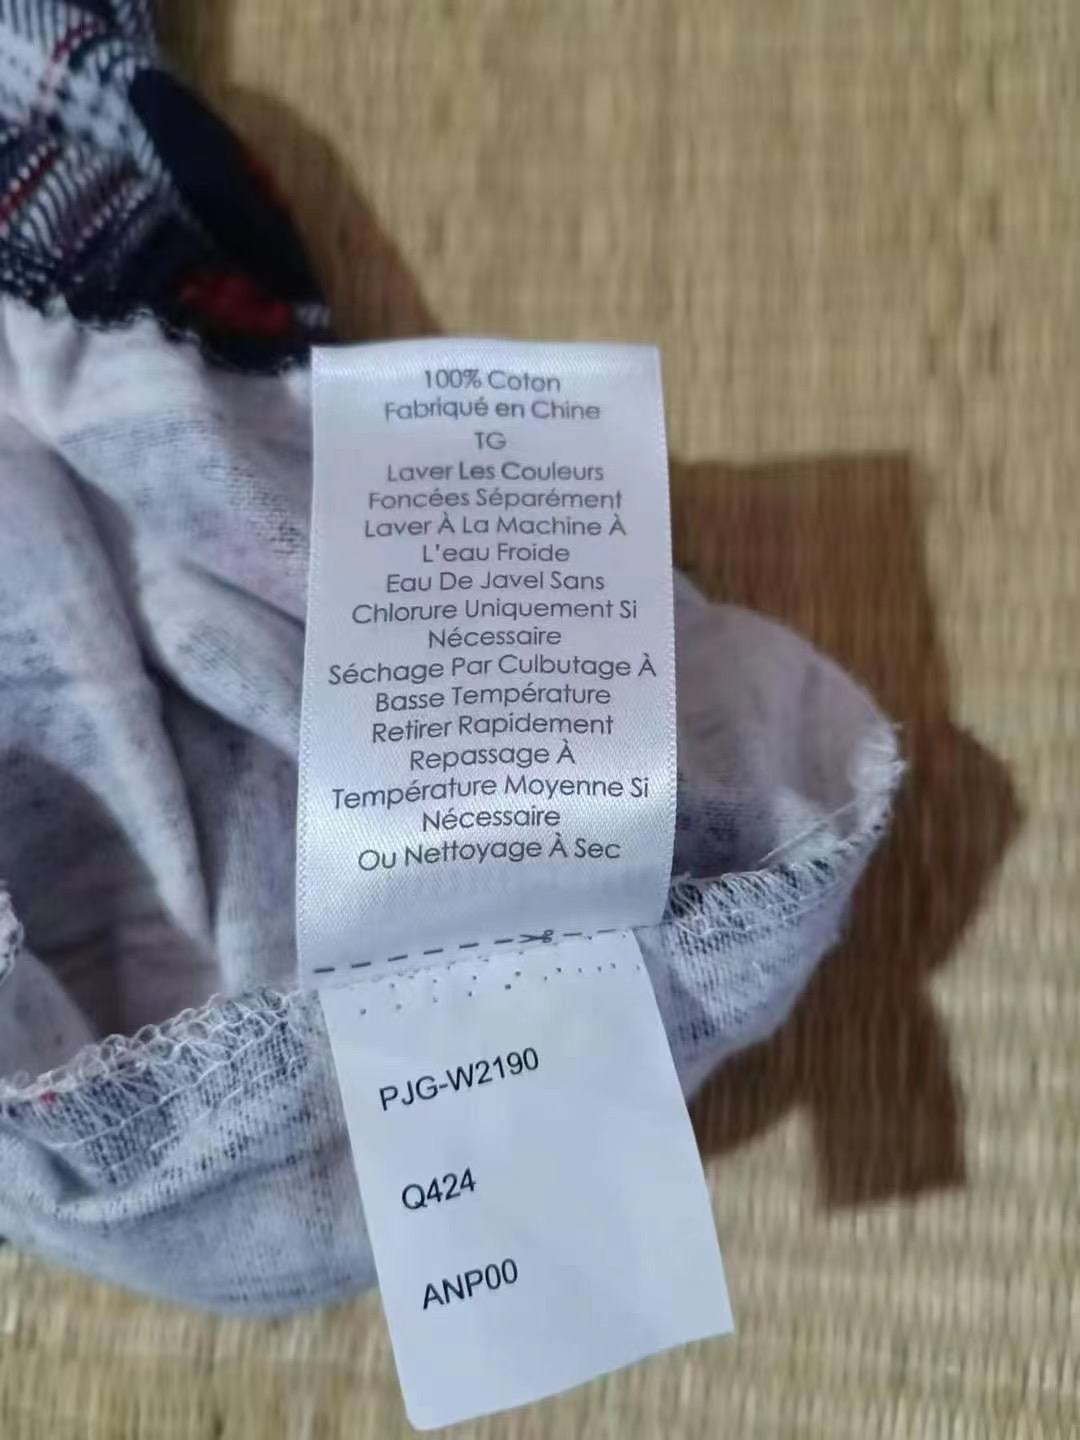 100% Coton
Fabriqué en Chine
TG
Laver Les Couleurs
Foncées Séparément
Laver À La Machine À
L'eau Froide
Eau De Javel Sans
Chlorure Uniquement Si
Nécessaire
Séchage Par Culbutage À
Basse Température
Retirer Rapidement
Repassage À
Température Moyenne Si
Nécessaire
Ou Nettoyage À Sec
PJG-W2190
Q424
ANP00